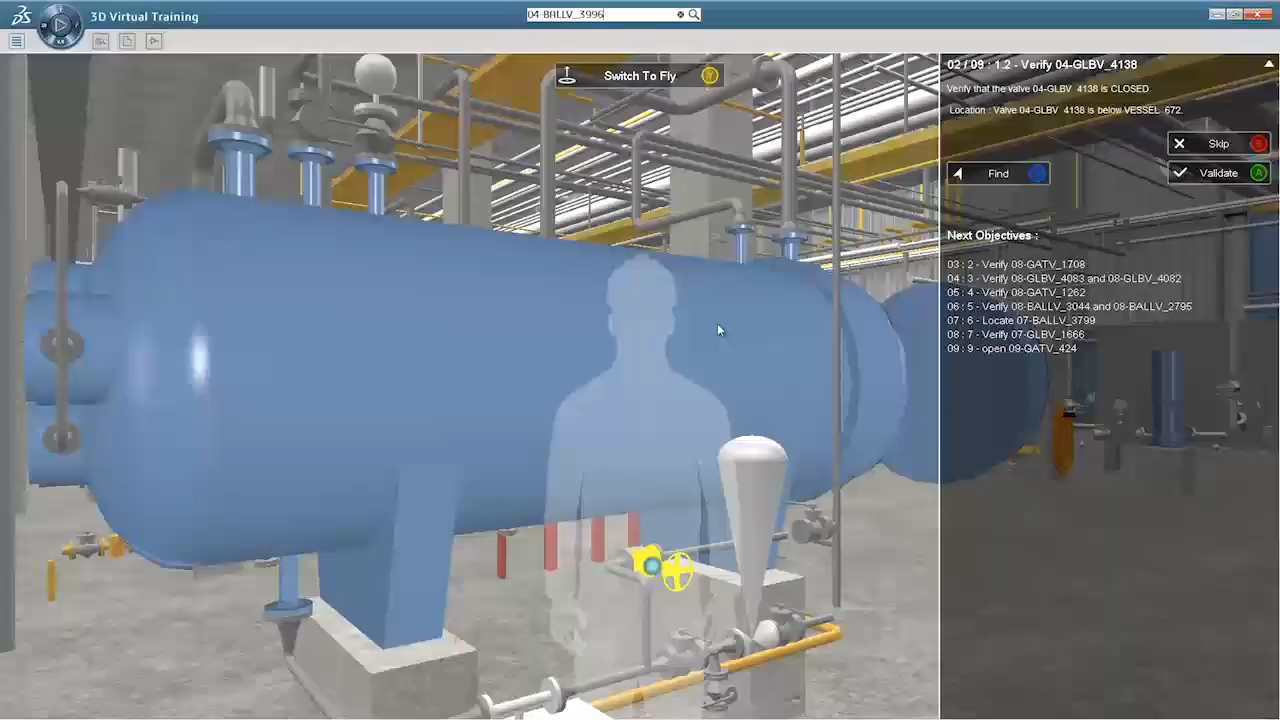 3D Virtual Training
04-BALLV_3996
Switch To Fly Y
02 / 09 : 1.2 - Verify 04-GLBV_4138
Verify that the valve 04-GLBV_4138 is CLOSED.
Location : Valve 04-GLBV_4138 is below VESSEL_672.
Skip
Find
Validate A
Next Objectives :
03 : 2 - Verify 08-GATV_1708
04 : 3 - Verify 08-GLBV_4083 and 08-GLBV_4082
05 : 4 - Verify 08-GATV_1262
06 : 5 - Verify 08-BALLV_3044 and 08-BALLV_2795
07 : 6 - Locate 07-BALLV_3799
08 : 7 - Verify 07-GLBV_1666
09 : 9 - open 09-GATV_424